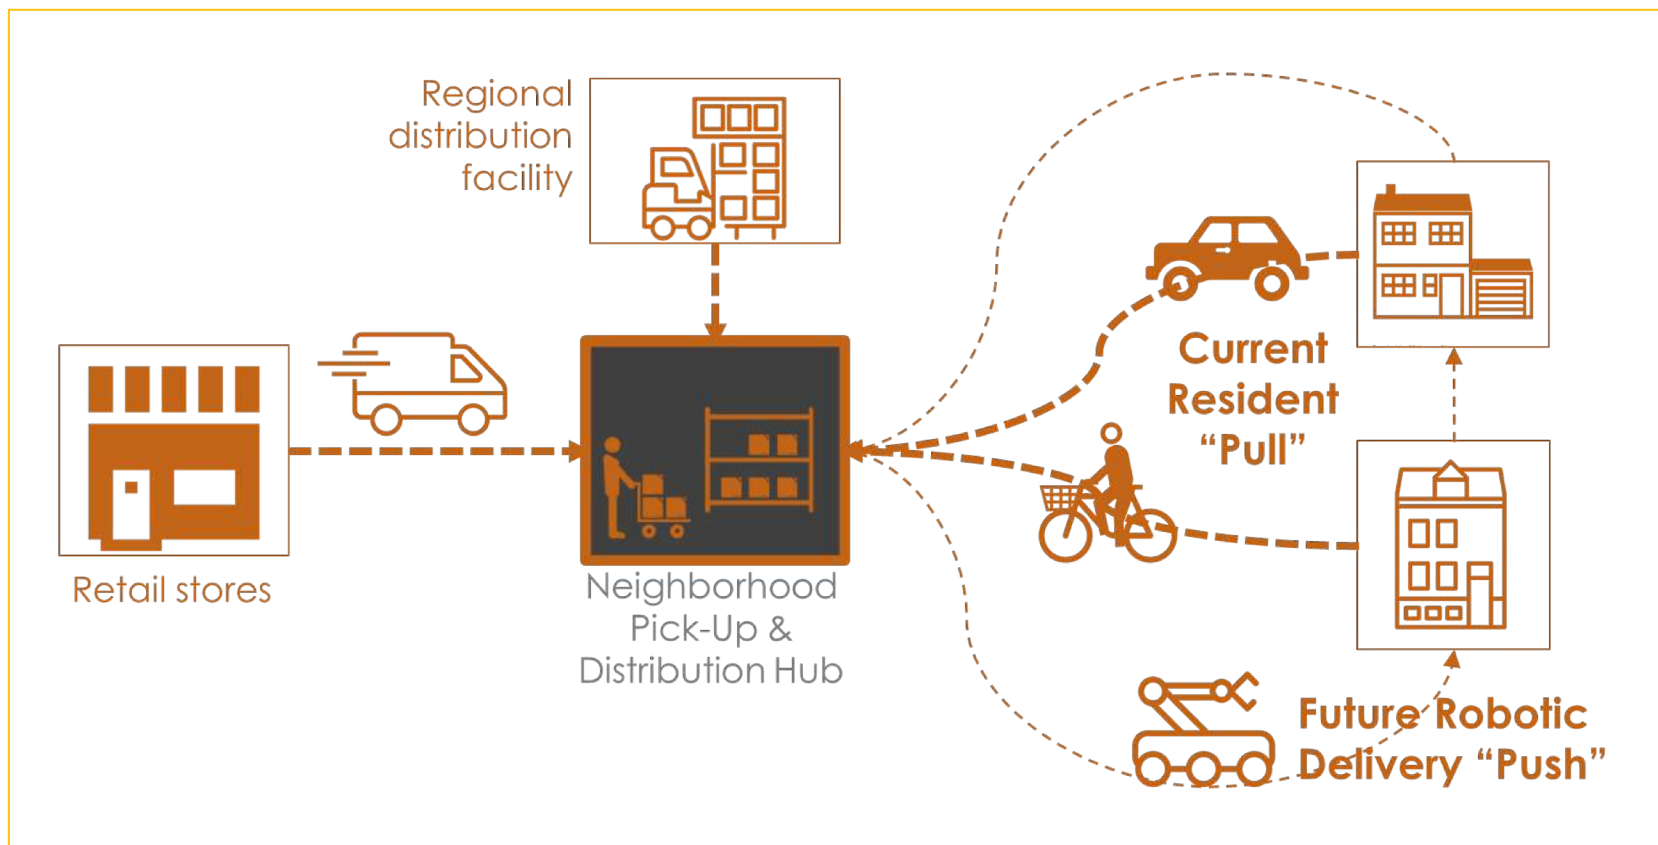 Regional
distribution
facility
Retail stores
Neighborhood
Pick-Up &
Distribution Hub
Current
Resident
“Pull”
Future Robotic
Delivery “Push”